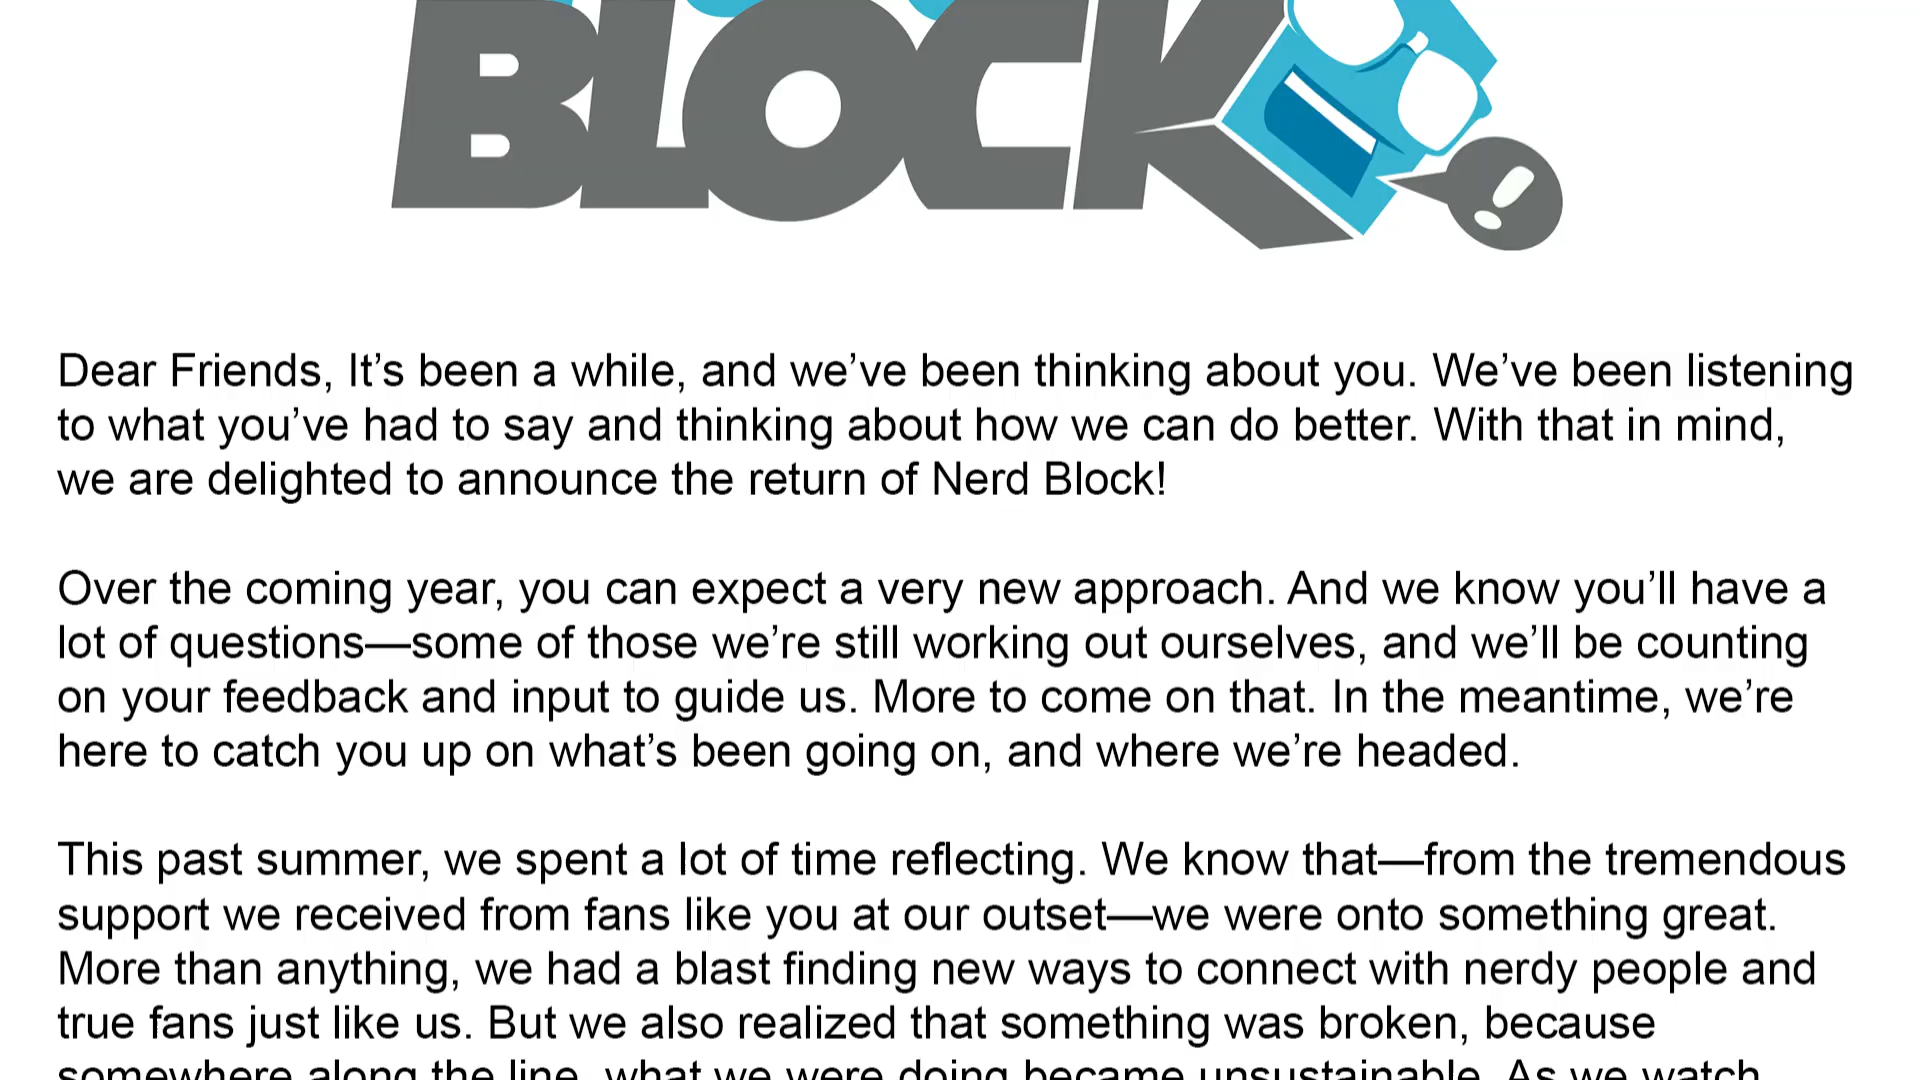 BLOCK
!
Dear Friends, It’s been a while, and we’ve been thinking about you. We’ve been listening
to what you’ve had to say and thinking about how we can do better. With that in mind,
we are delighted to announce the return of Nerd Block!
Over the coming year, you can expect a very new approach. And we know you’ll have a
lot of questions—some of those we’re still working out ourselves, and we’ll be counting
on your feedback and input to guide us. More to come on that. In the meantime, we’re
here to catch you up on what’s been going on, and where we’re headed.
This past summer, we spent a lot of time reflecting. We know that—from the tremendous
support we received from fans like you at our outset—we were onto something great.
More than anything, we had a blast finding new ways to connect with nerdy people and
true fans just like us. But we also realized that something was broken, because
somewhere along the line, what we were doing became unsustainable. As we watch